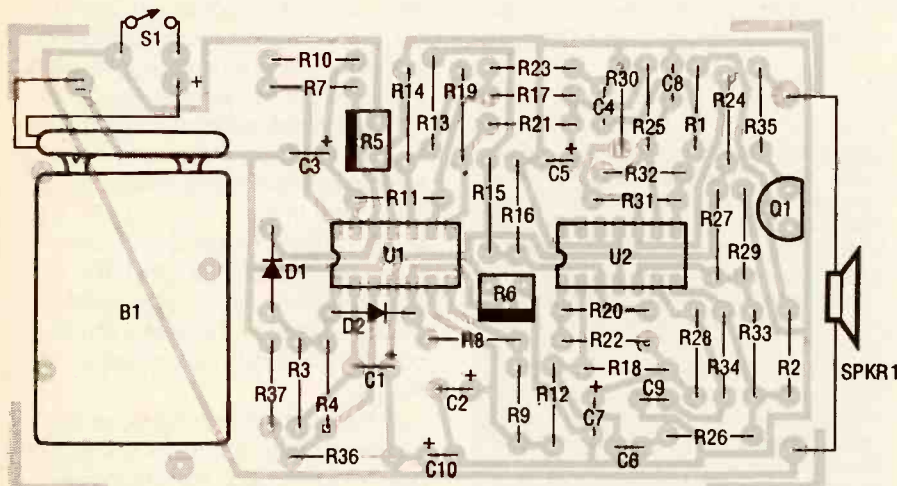 S1
+
–
R10
R7
R5
C3
+
R14
R13
R19
R23
R17
R21
C4
R30
R25
C8
R1
R24
R35
C5
+
R32
R31
R11
R15
R16
R27
R29
Q1
U1
U2
D1
B1
R6
D2
R8
R20
R22
R18
R28
R34
R33
R2
SPKR1
R37
R3
R4
C1
+
C2
+
R9
R12
C7
+
C9
R26
R36
C10
+
C6